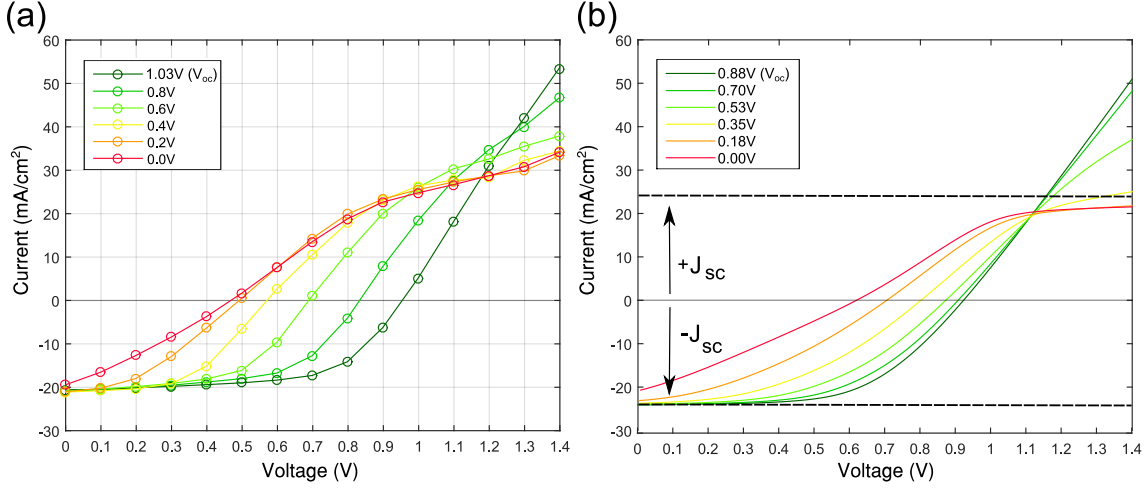 (a)
60
50
40
30
20
10
0
-10
-20
-30
Current (mA/cm²)
1.03V (Voc)
0.8V
0.6V
0.4V
0.2V
0.0V
0 0.1 0.2 0.3 0.4 0.5 0.6 0.7 0.8 0.9 1.0 1.1 1.2 1.3 1.4
Voltage (V)
(b)
60
50
40
30
20
10
0
-10
-20
-30
Current (mA/cm²)
0.88V (Voc)
0.70V
0.53V
0.35V
0.18V
0.00V
+JSC
-JSC
0 0.1 0.2 0.3 0.4 0.5 0.6 0.7 0.8 0.9 1 1.1 1.2 1.3 1.4
Voltage (V)